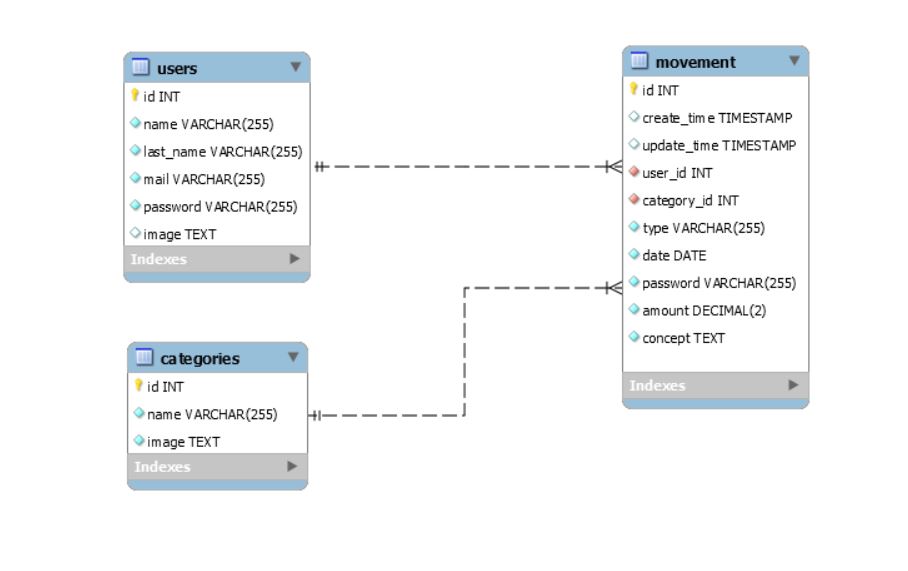 users
id INT
name VARCHAR(255)
last_name VARCHAR(255)
mail VARCHAR(255)
password VARCHAR(255)
image TEXT
Indexes
categories
id INT
name VARCHAR(255)
image TEXT
Indexes
movement
id INT
create_time TIMESTAMP
update_time TIMESTAMP
user_id INT
category_id INT
type VARCHAR(255)
date DATE
password VARCHAR(255)
amount DECIMAL(2)
concept TEXT
Indexes